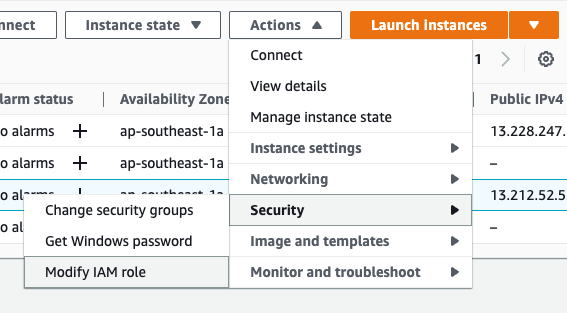 nnect
Instance state
Actions
Launch instances
Connect
1
View details
larm status
Availability Zone
Public IPv4
Manage instance state
o alarms
ap-southeast-1a
13.228.247.
Instance settings
o alarms
ap-southeast-1a
–
Networking
o alarms
ap-southeast-1a
13.212.52.5
Change security groups
Security
o al
–
Get Windows password
Image and templates
Modify IAM role
Monitor and troubleshoot